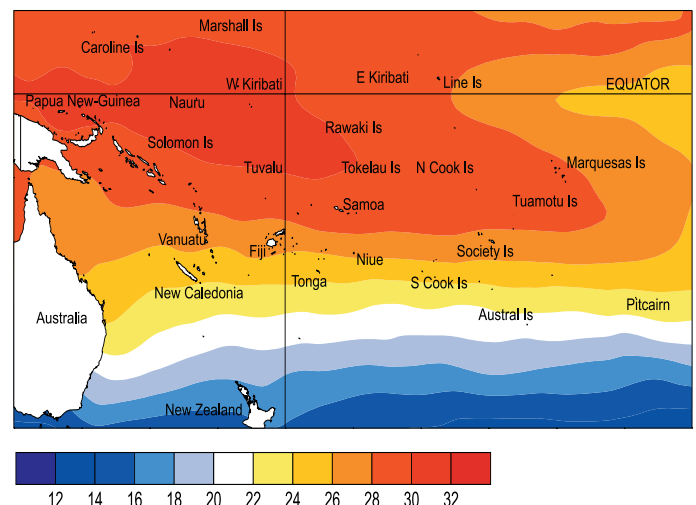 Marshall Is
Caroline Is
W Kiribati
E Kiribati
Line Is
EQUATOR
Papua New-Guinea
Nauru
Rawaki Is
Solomon Is
Tuvalu
Tokelau Is
N Cook Is
Marquesas Is
Samoa
Tuamotu Is
Vanuatu
Fiji
Niue
Society Is
Tonga
S Cook Is
New Caledonia
Pitcairn
Australia
Austral Is
New Zealand
12 14 16 18 20 22 24 26 28 30 32